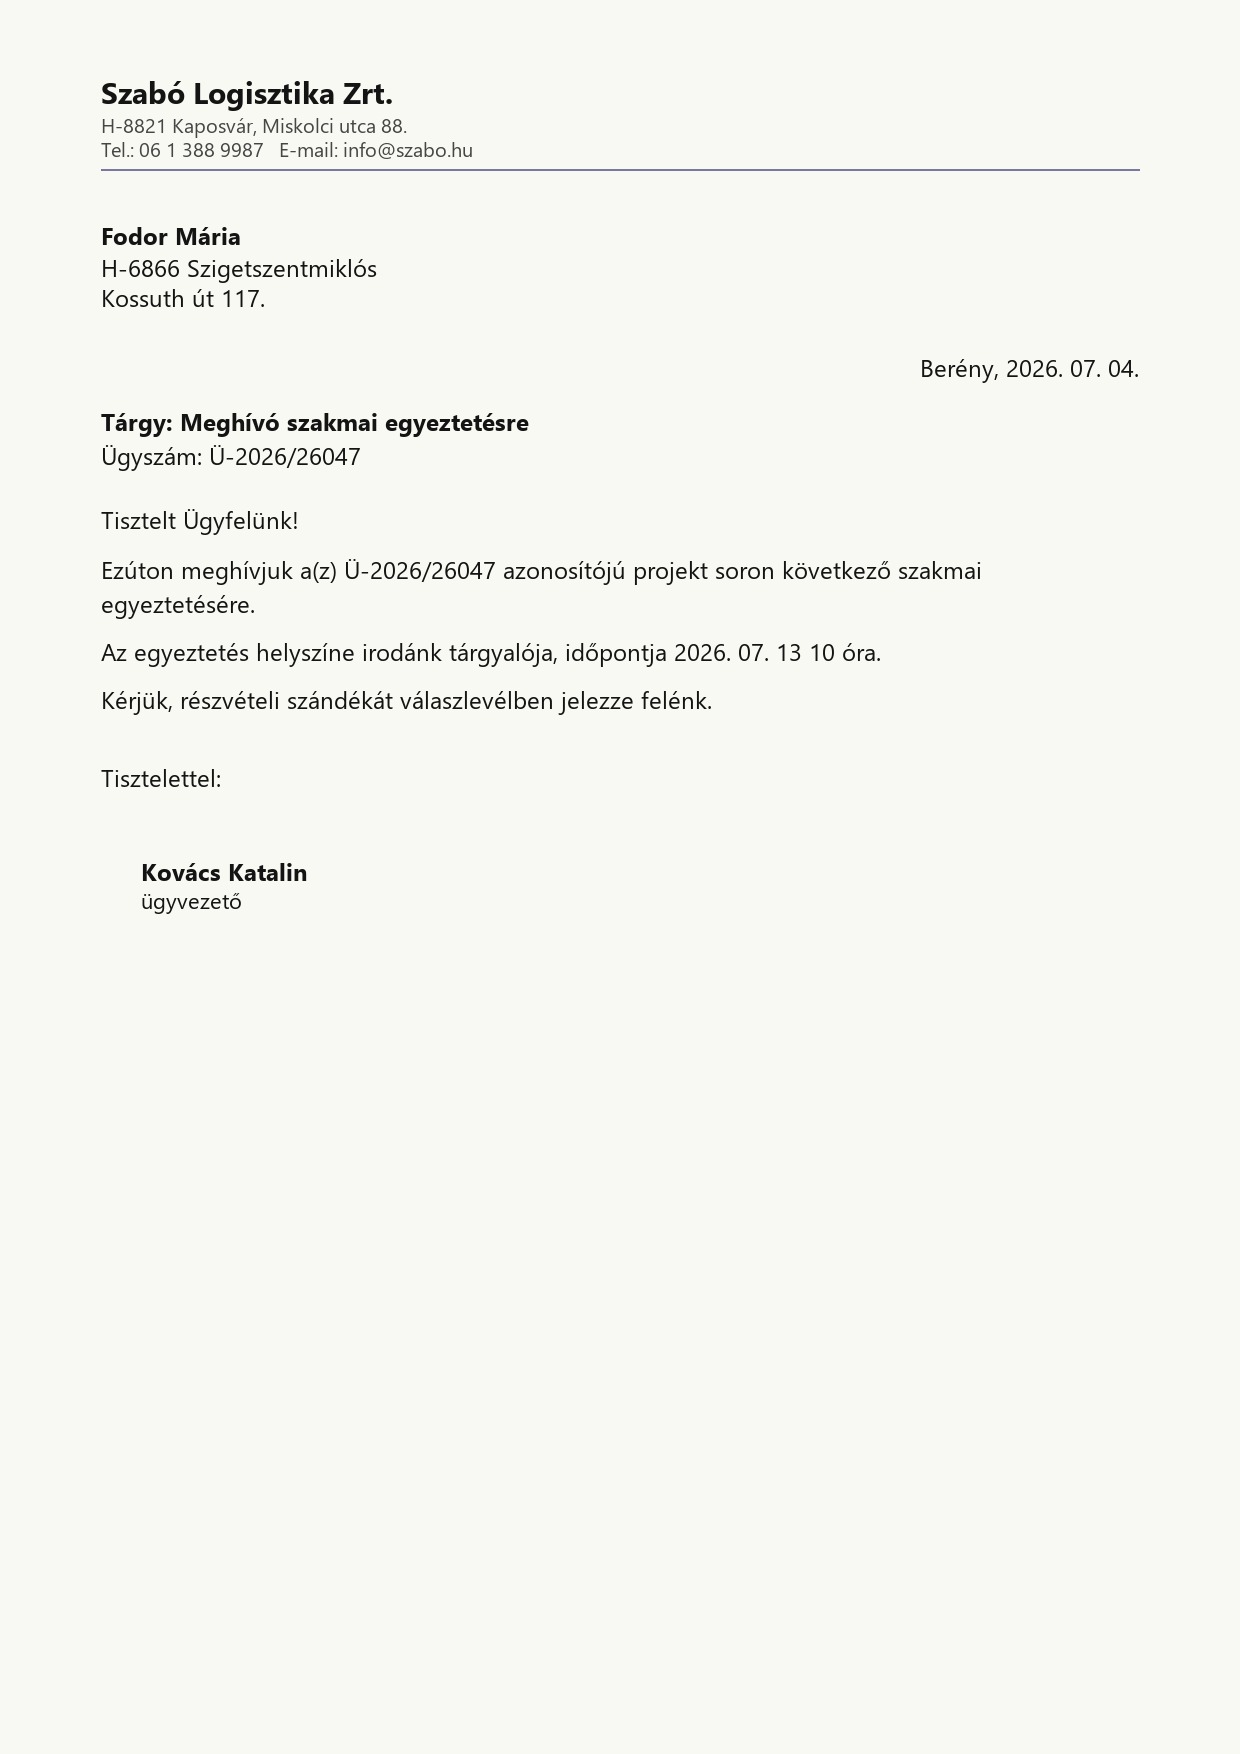 Szabó Logisztika Zrt.
H-8821 Kaposvár, Miskolci utca 88.
Tel.: 06 1 388 9987   E-mail: info@szabo.hu
Fodor Mária
H-6866 Szigetszentmiklós
Kossuth út 117.
Berény, 2026. 07. 04.
Tárgy: Meghívó szakmai egyeztetésre
Ügyszám: Ü-2026/26047
Tisztelt Ügyfelünk!
Ezúton meghívjuk a(z) Ü-2026/26047 azonosítójú projekt soron következő szakmai
egyeztetésére.
Az egyeztetés helyszíne irodánk tárgyalója, időpontja 2026. 07. 13 10 óra.
Kérjük, részvételi szándékát válaszlevélben jelezze felénk.
Tisztelettel:
Kovács Katalin
ügyvezető